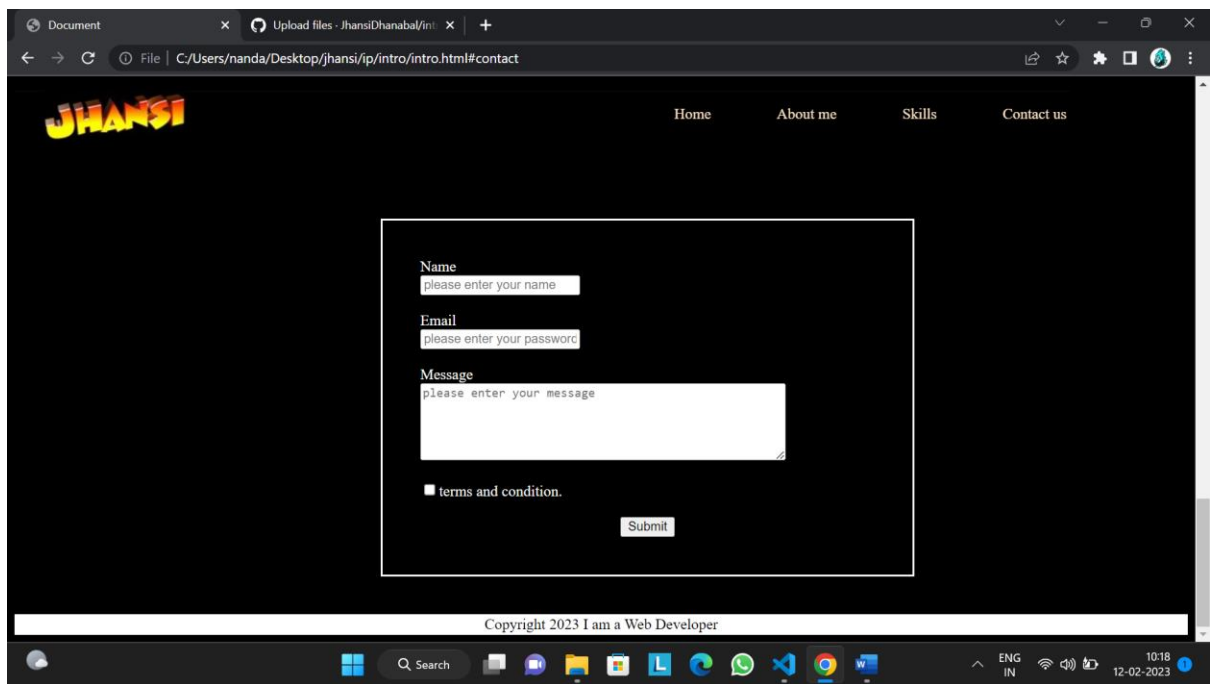 Document
Upload files · JhansiDhanabal/int
File | C:/Users/nanda/Desktop/jhansi/ip/intro/intro.html#contact
JHANSI
Home About me Skills Contact us
Name
please enter your name
Email
please enter your password
Message
please enter your message
terms and condition.
Submit
Copyright 2023 I am a Web Developer
Search
L
W
ENG
IN
10:18
12-02-2023
1